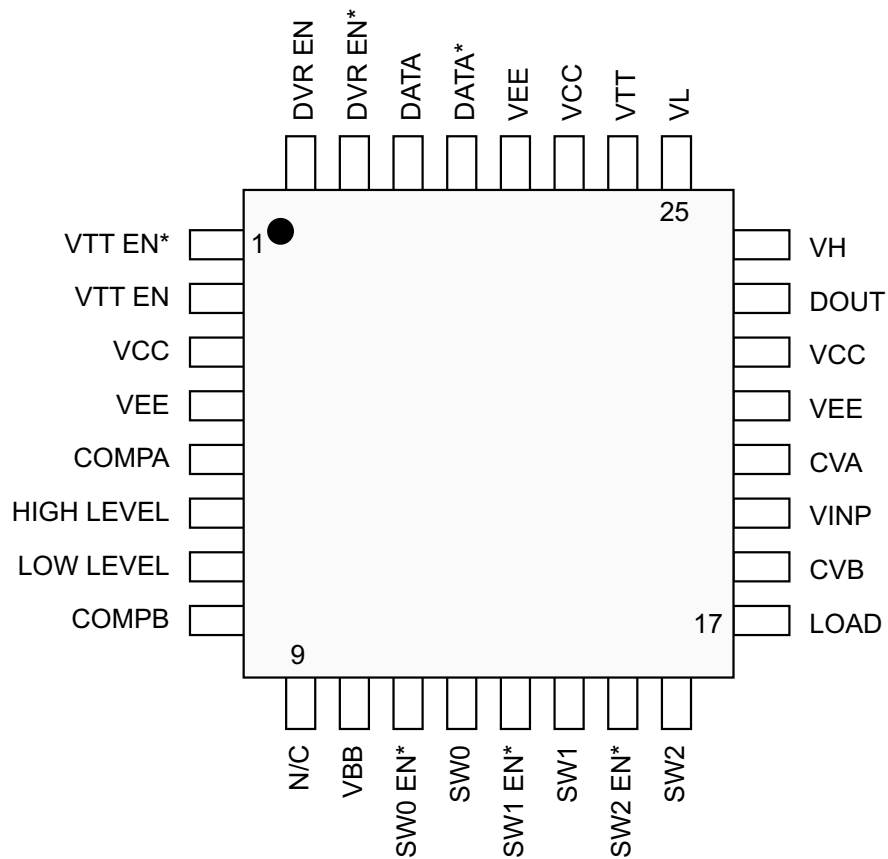 DVR EN
DVR EN*
DATA
DATA*
VEE
VCC
VTT
VL
25
VTT EN*
1
VH
VTT EN
DOUT
VCC
VCC
VEE
VEE
COMPA
CVA
HIGH LEVEL
VINP
LOW LEVEL
CVB
COMPB
17
LOAD
9
N/C
VBB
SW0 EN*
SW0
SW1 EN*
SW1
SW2 EN*
SW2